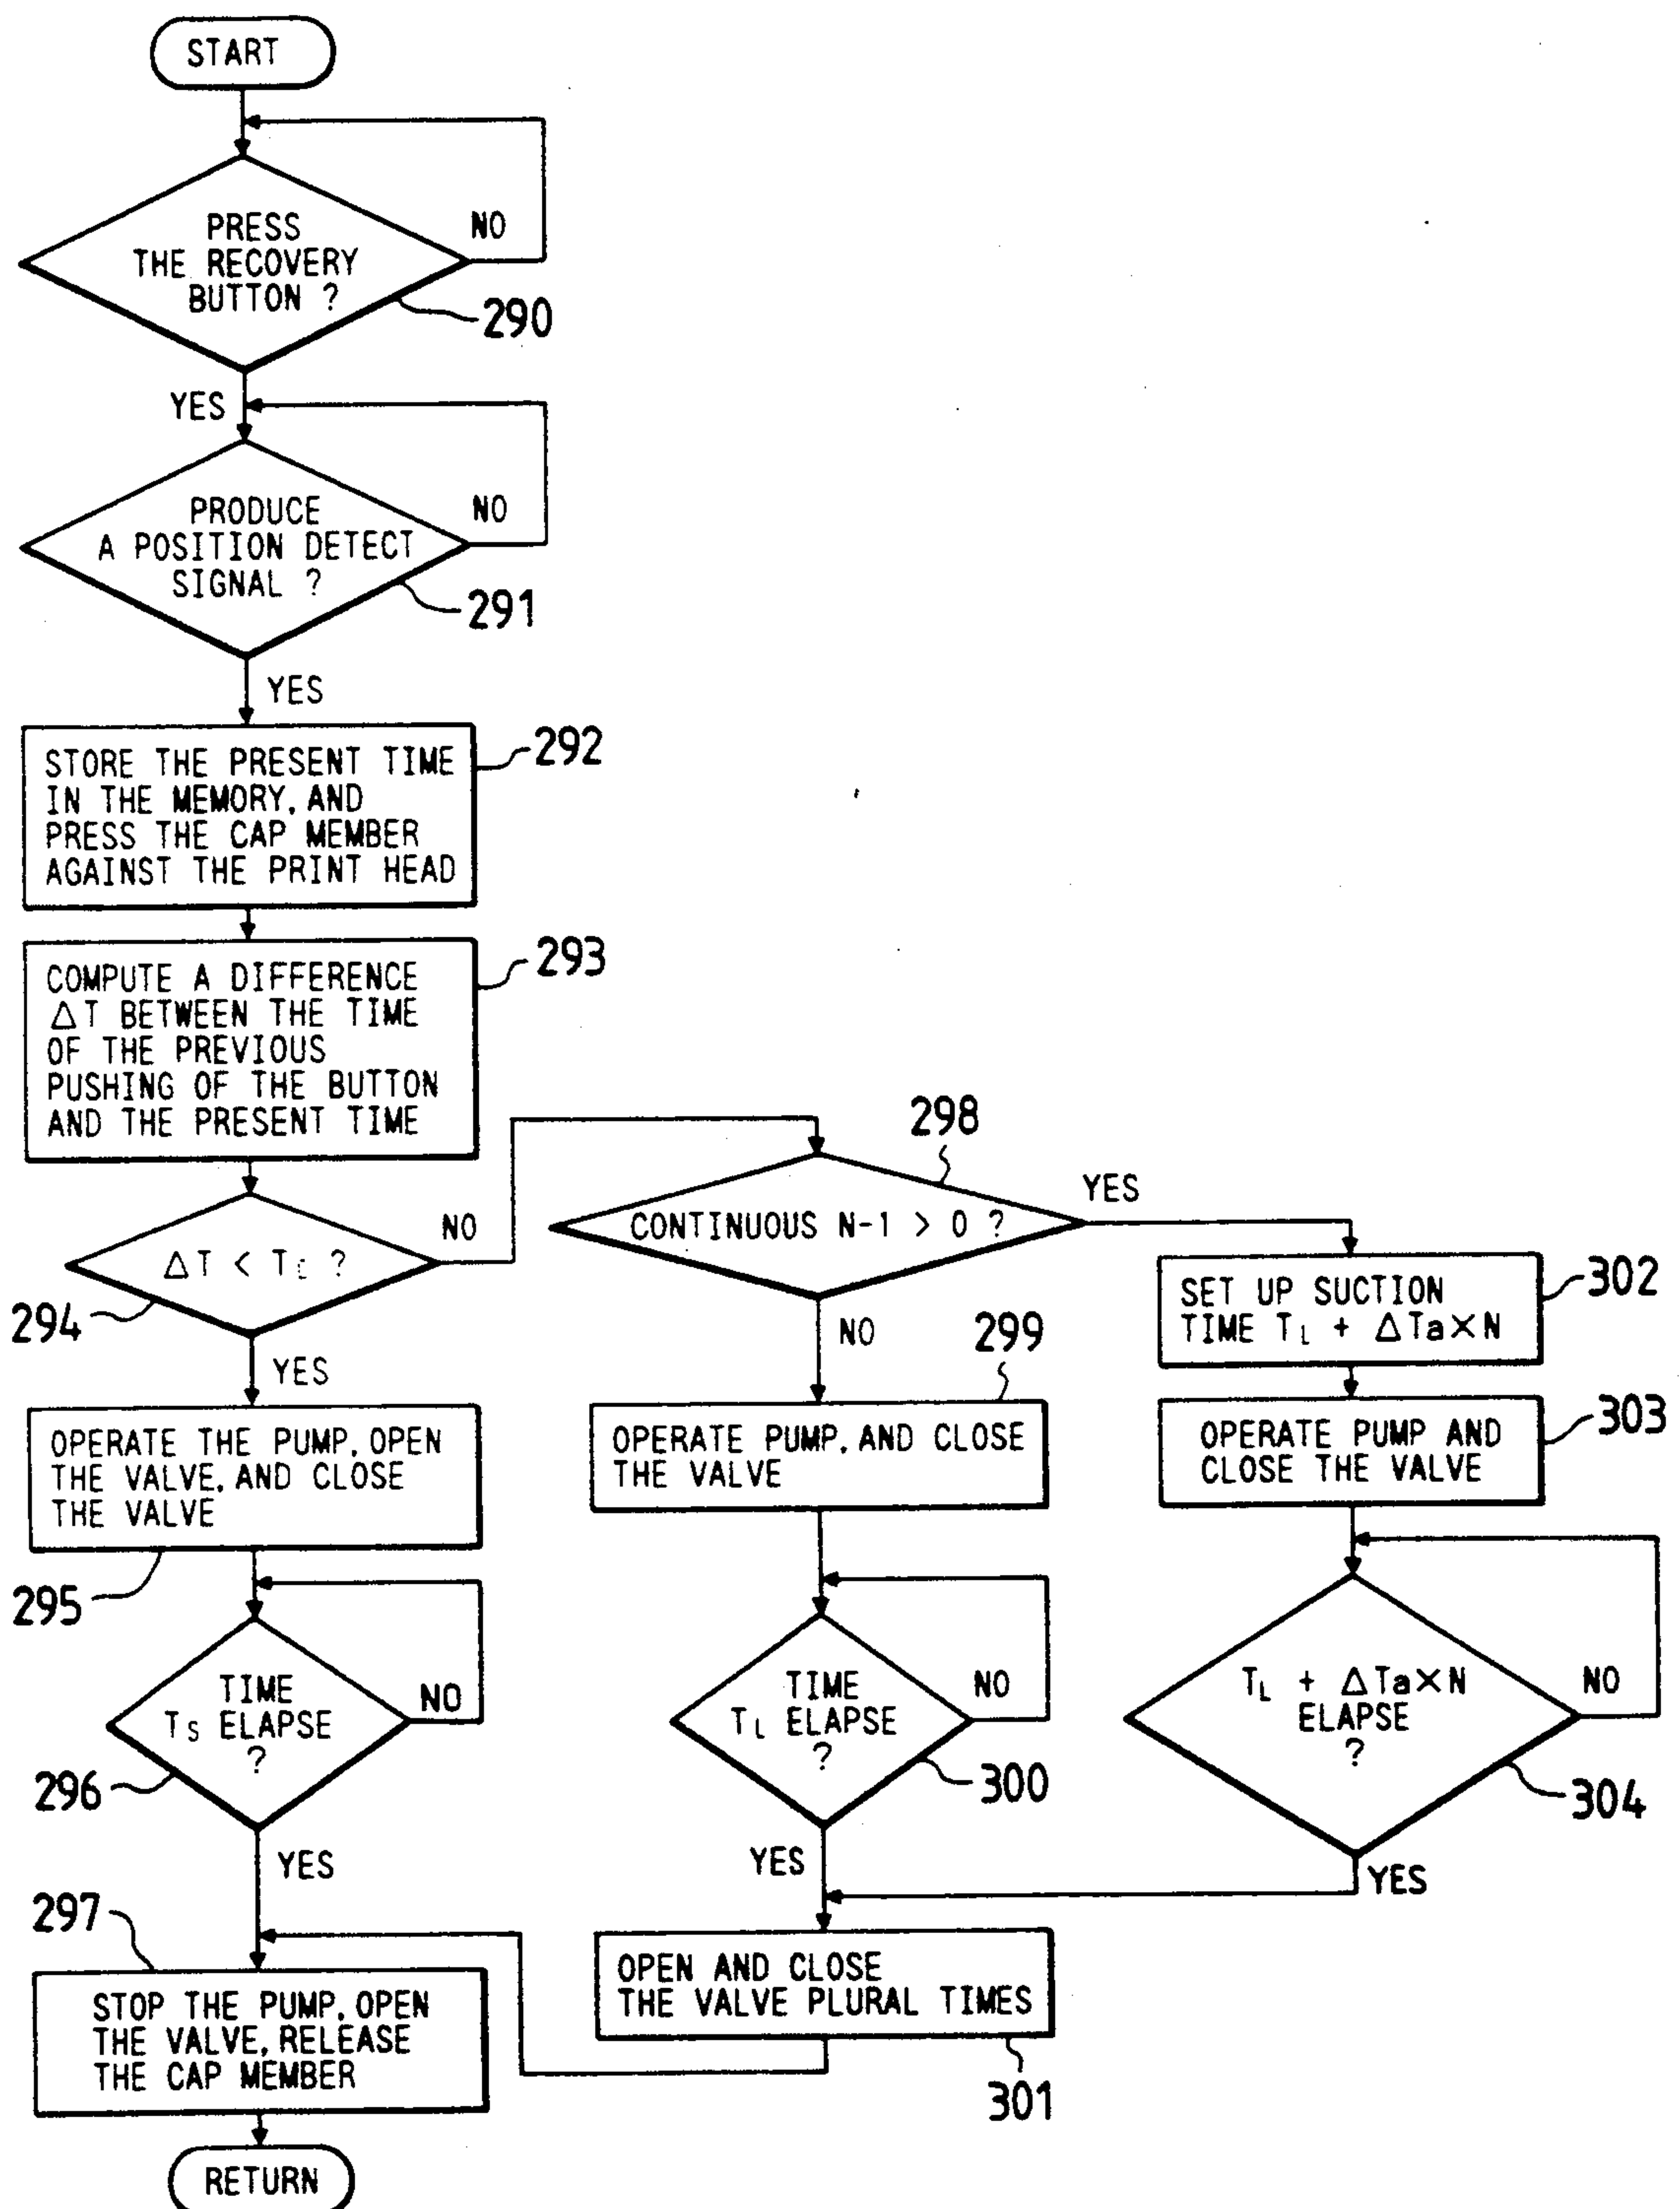 START
PRESS
THE RECOVERY
BUTTON ?
NO
290
YES
PRODUCE
A POSITION DETECT
SIGNAL ?
NO
291
YES
STORE THE PRESENT TIME
IN THE MEMORY, AND
PRESS THE CAP MEMBER
AGAINST THE PRINT HEAD
292
COMPUTE A DIFFERENCE
ΔT BETWEEN THE TIME
OF THE PREVIOUS
PUSHING OF THE BUTTON
AND THE PRESENT TIME
293
ΔT < T ?
NO
294
YES
OPERATE THE PUMP, OPEN
THE VALVE, AND CLOSE
THE VALVE
295
TIME
TS ELAPSE
?
NO
296
YES
297
STOP THE PUMP, OPEN
THE VALVE, RELEASE
THE CAP MEMBER
RETURN
298
CONTINUOUS N-1 > 0 ?
YES
NO
299
OPERATE PUMP, AND CLOSE
THE VALVE
TIME
TL ELAPSE
?
NO
300
YES
OPEN AND CLOSE
THE VALVE PLURAL TIMES
301
SET UP SUCTION
TIME TL + ΔTa×N
302
OPERATE PUMP AND
CLOSE THE VALVE
303
TL + ΔTa×N
ELAPSE
?
NO
304
YES